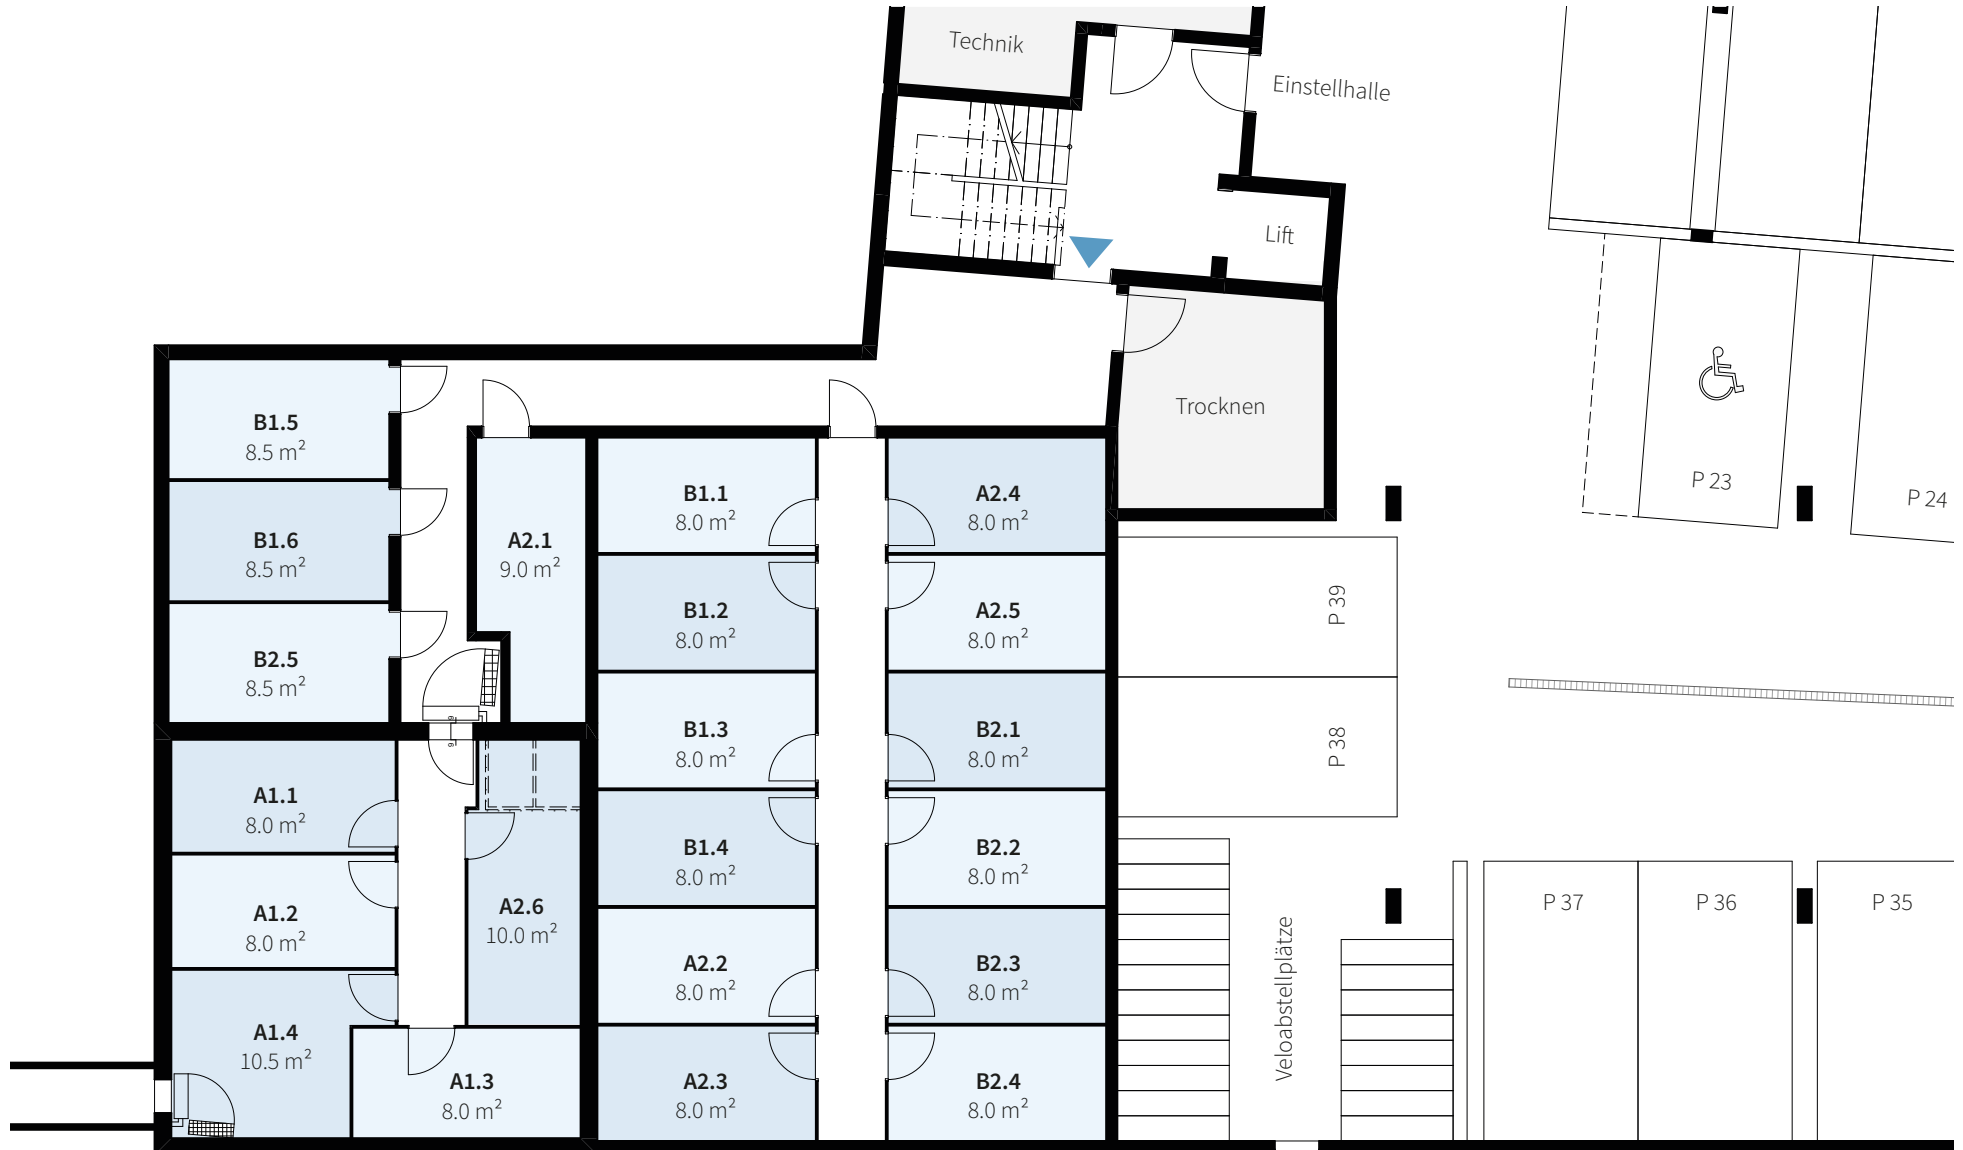 Technik
Einstellhalle
Lift
Trocknen
B1.5
8.5 m²
B1.6
8.5 m²
B2.5
8.5 m²
A2.1
9.0 m²
B1.1
8.0 m²
B1.2
8.0 m²
B1.3
8.0 m²
B1.4
8.0 m²
A2.2
8.0 m²
A2.3
8.0 m²
A2.4
8.0 m²
A2.5
8.0 m²
B2.1
8.0 m²
B2.2
8.0 m²
B2.3
8.0 m²
B2.4
8.0 m²
A1.1
8.0 m²
A1.2
8.0 m²
A1.4
10.5 m²
A1.3
8.0 m²
A2.6
10.0 m²
P 23
P 24
P 39
P 38
Veloabstellplätze
P 37
P 36
P 35